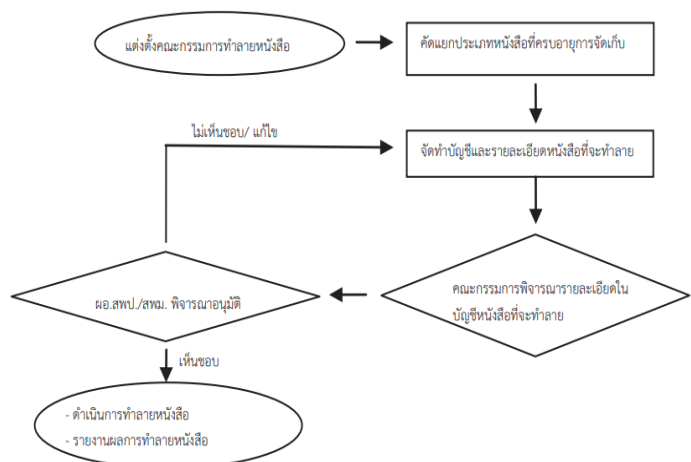 แต่งตั้งคณะกรรมการทำลายหนังสือ
คัดแยกประเภทหนังสือที่ครบอายุการจัดเก็บ
ไม่เห็นชอบ/ แก้ไข
จัดทำบัญชีและรายละเอียดหนังสือที่จะทำลาย
คณะกรรมการพิจารณารายละเอียดใน
บัญชีหนังสือที่จะทำลาย
ผอ.สพป./สพม. พิจารณาอนุมัติ
เห็นชอบ
- ดำเนินการทำลายหนังสือ
- รายงานผลการทำลายหนังสือ